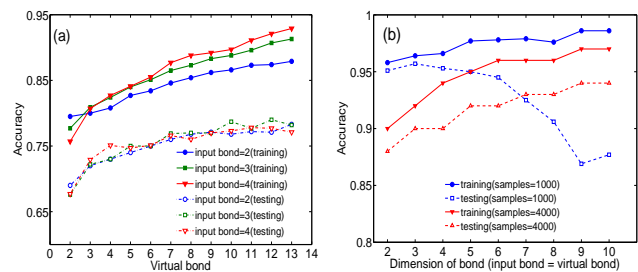 (a)
Accuracy
0.95
0.85
0.75
0.65
0 1 2 3 4 5 6 7 8 9 10 11 12 13 14
Virtual bond
input bond=2(training)
input bond=3(training)
input bond=4(training)
input bond=2(testing)
input bond=3(testing)
input bond=4(testing)
(b)
Accuracy
1
0.95
0.9
0.85
0.8
2 3 4 5 6 7 8 9 10
Dimension of bond (input bond = virtual bond)
training(samples=1000)
testing(samples=1000)
training(samples=4000)
testing(samples=4000)